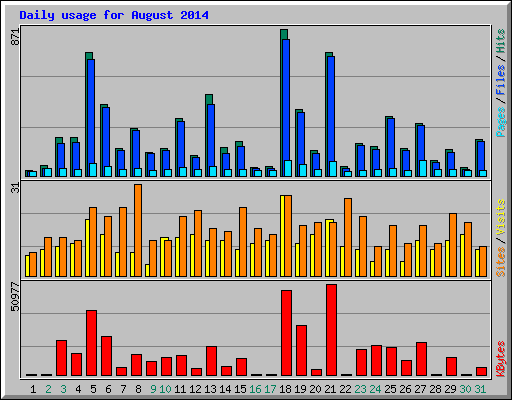 Daily usage for August 2014
871
Pages / Files / Hits
31
Sites / Visits
50977
KBytes
1 2 3 4 5 6 7 8 9 10 11 12 13 14 15 16 17 18 19 20 21 22 23 24 25 26 27 28 29 30 31